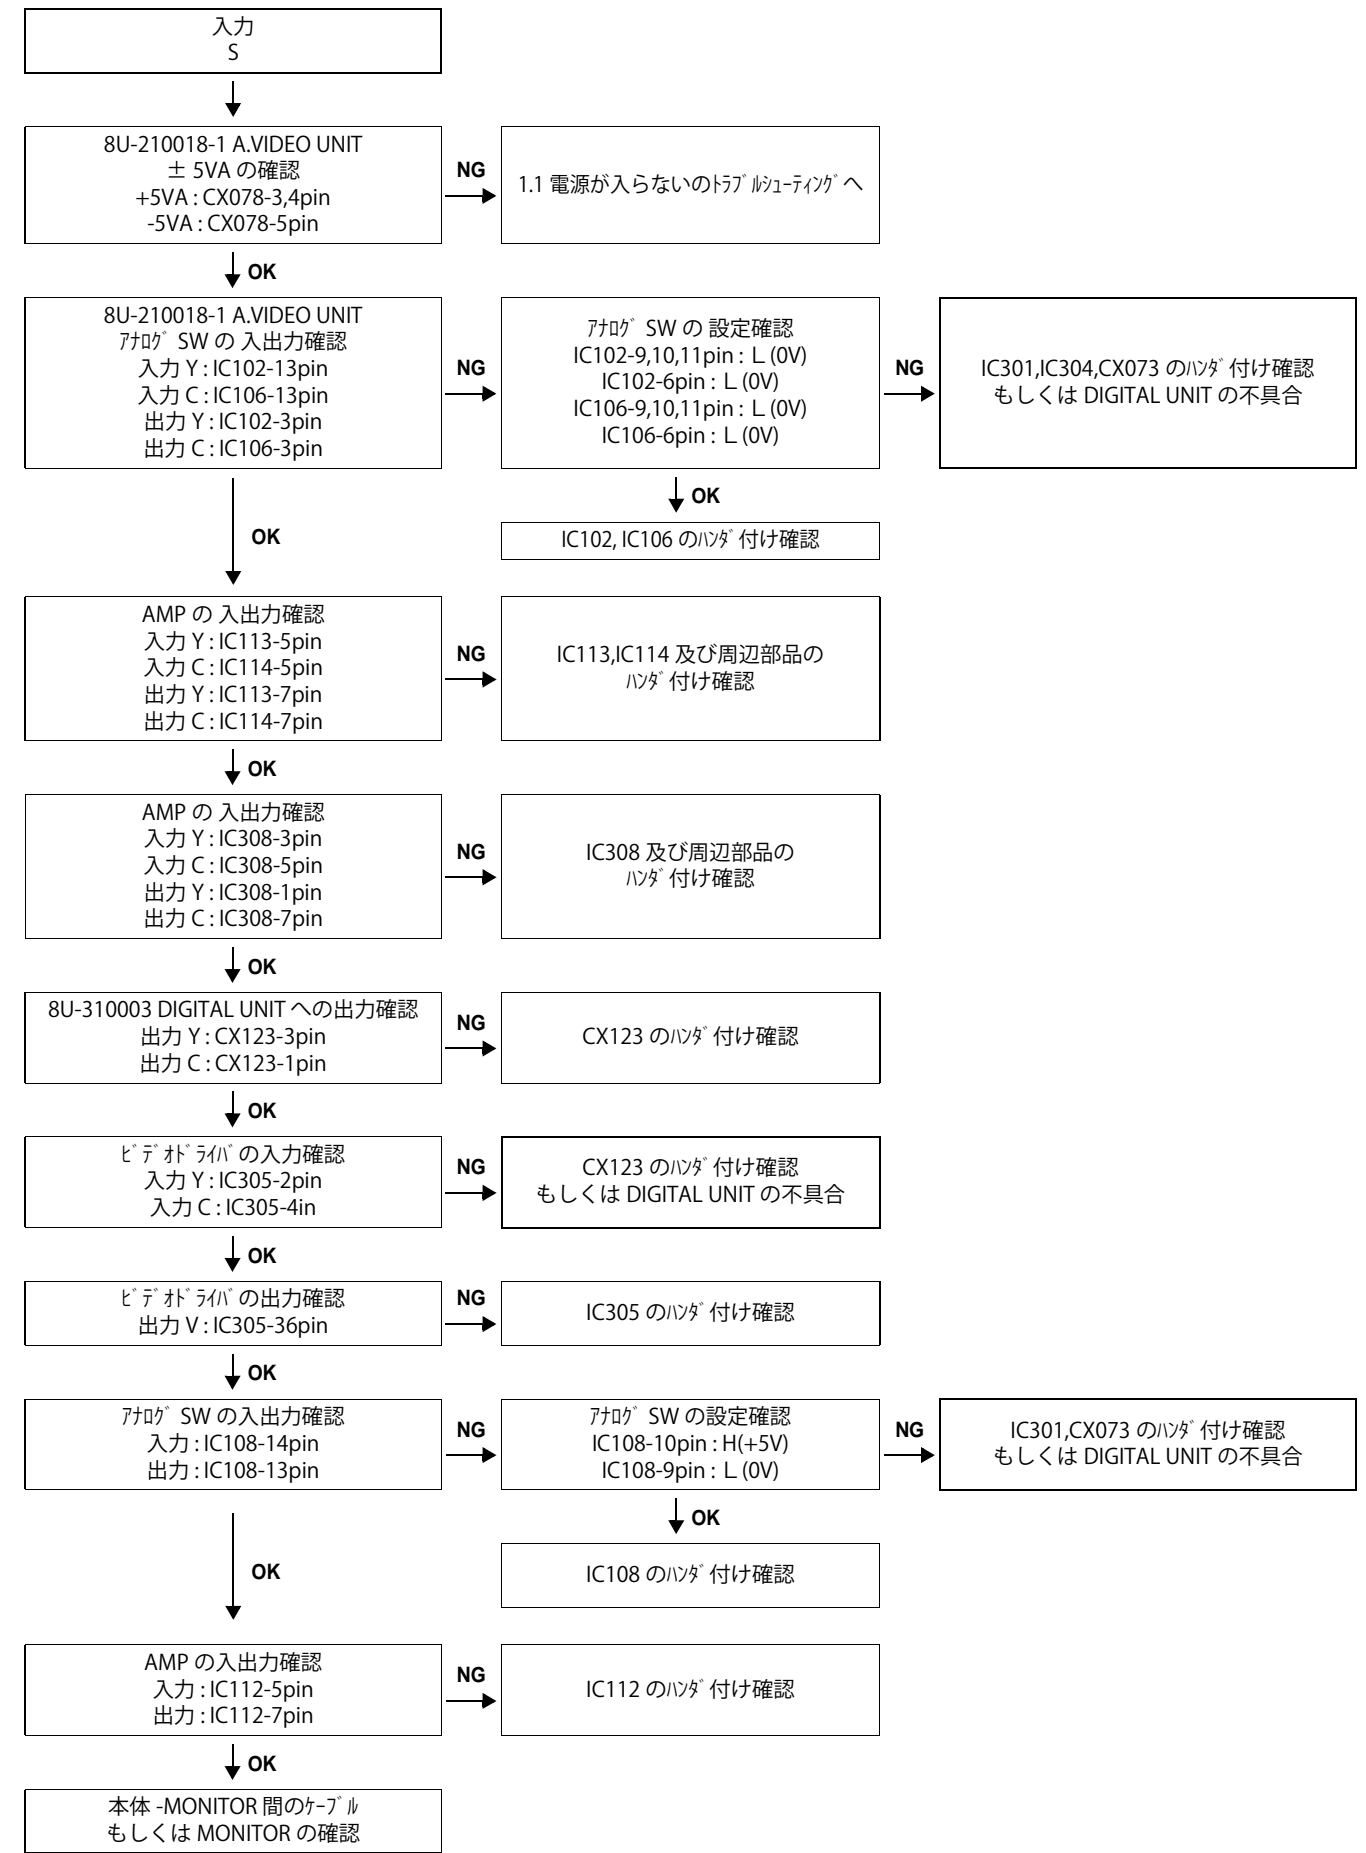 入力
S
8U-210018-1 A.VIDEO UNIT
± 5VA の確認
+5VA : CX078-3,4pin
-5VA : CX078-5pin
NG
1.1 電源が入らないのﾄﾗﾌﾞﾙｼｭｰﾃｨﾝｸﾞへ
OK
8U-210018-1 A.VIDEO UNIT
ｱﾅﾛｸﾞ SW の 入出力確認
入力 Y : IC102-13pin
入力 C : IC106-13pin
出力 Y : IC102-3pin
出力 C : IC106-3pin
NG
ｱﾅﾛｸﾞ SW の 設定確認
IC102-9,10,11pin : L (0V)
IC102-6pin : L (0V)
IC106-9,10,11pin : L (0V)
IC106-6pin : L (0V)
NG
IC301,IC304,CX073 のﾊﾝﾀﾞ付け確認
もしくは DIGITAL UNIT の不具合
OK
IC102, IC106 のﾊﾝﾀﾞ付け確認
OK
AMP の 入出力確認
入力 Y : IC113-5pin
入力 C : IC114-5pin
出力 Y : IC113-7pin
出力 C : IC114-7pin
NG
IC113,IC114 及び周辺部品の
ﾊﾝﾀﾞ付け確認
OK
AMP の 入出力確認
入力 Y : IC308-3pin
入力 C : IC308-5pin
出力 Y : IC308-1pin
出力 C : IC308-7pin
NG
IC308 及び周辺部品の
ﾊﾝﾀﾞ付け確認
OK
8U-310003 DIGITAL UNIT への出力確認
出力 Y : CX123-3pin
出力 C : CX123-1pin
NG
CX123 のﾊﾝﾀﾞ付け確認
OK
ﾋﾞﾃﾞｵﾄﾞﾗｲﾊﾞの入力確認
入力 Y : IC305-2pin
入力 C : IC305-4in
NG
CX123 のﾊﾝﾀﾞ付け確認
もしくは DIGITAL UNIT の不具合
OK
ﾋﾞﾃﾞｵﾄﾞﾗｲﾊﾞの出力確認
出力 V : IC305-36pin
NG
IC305 のﾊﾝﾀﾞ付け確認
OK
ｱﾅﾛｸﾞ SW の入出力確認
入力 : IC108-14pin
出力 : IC108-13pin
NG
ｱﾅﾛｸﾞ SW の設定確認
IC108-10pin : H(+5V)
IC108-9pin : L (0V)
NG
IC301,CX073 のﾊﾝﾀﾞ付け確認
もしくは DIGITAL UNIT の不具合
OK
IC108 のﾊﾝﾀﾞ付け確認
OK
AMP の入出力確認
入力 : IC112-5pin
出力 : IC112-7pin
NG
IC112 のﾊﾝﾀﾞ付け確認
OK
本体 -MONITOR 間のｹｰﾌﾞﾙ
もしくは MONITOR の確認